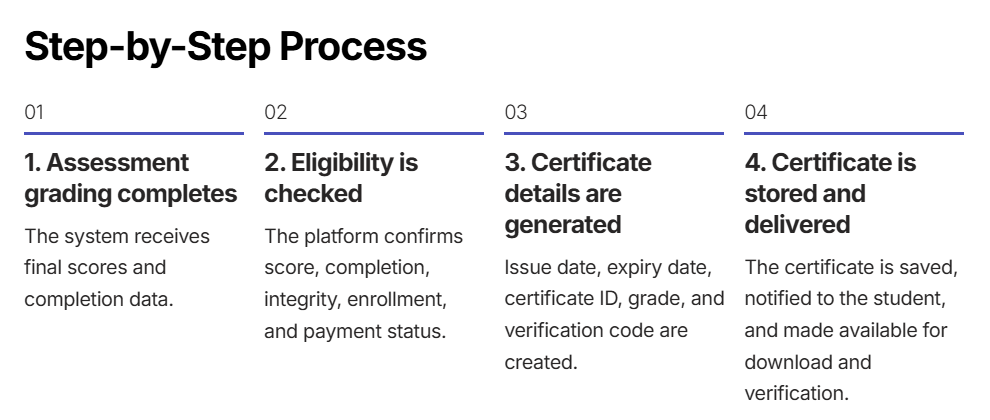 Step-by-Step Process
01
1. Assessment
grading completes
The system receives
final scores and
completion data.
02
2. Eligibility is
checked
The platform confirms
score, completion,
integrity, enrollment,
and payment status.
03
3. Certificate
details are
generated
Issue date, expiry date,
certificate ID, grade, and
verification code are
created.
04
4. Certificate is
stored and
delivered
The certificate is saved,
notified to the student,
and made available for
download and
verification.